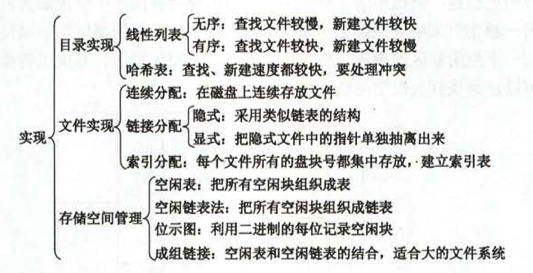 无序：查找文件较慢，新建文件较快
线性列表
有序：查找文件较快，新建文件较慢
目录实现
哈希表：查找、新建速度都较快，要处理冲突
连续分配：在磁盘上连续存放文件
隐式：采用类似链表的结构
实现
文件实现
链接分配
显式：把隐式文件中的指针单独抽离出来
索引分配：每个文件所有的盘块号都集中存放，建立索引表
空闲表：把所有空闲块组织成表
空闲链表法：把所有空闲块组织成链表
存储空间管理
位示图：利用二进制的每位记录空闲块
成组链接：空闲表和空闲链表的结合，适合大的文件系统